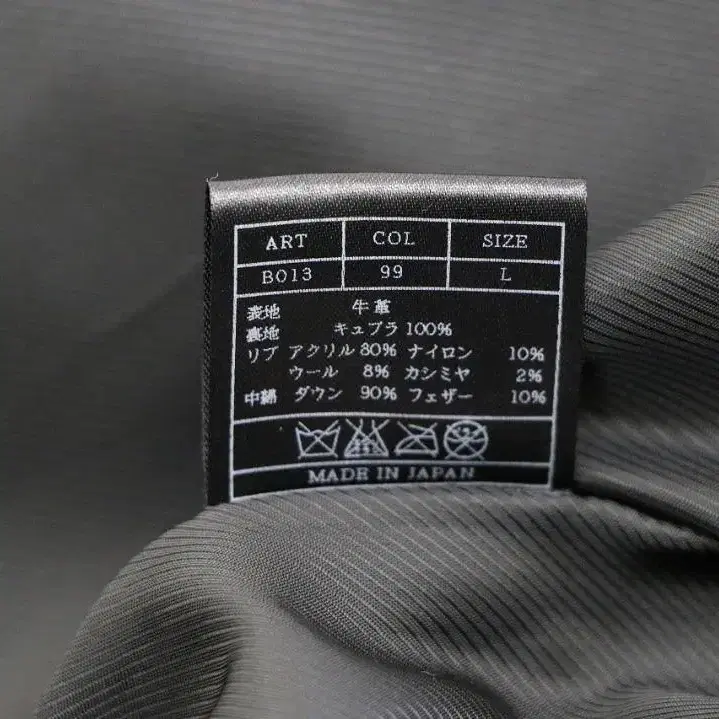 ART COL SIZE
B013 99 L
表地 牛革
裏地 キュプラ 100%
リブ アクリル 80% ナイロン 10%
ウール 8% カシミヤ 2%
中綿 ダウン 90% フェザー 10%
MADE IN JAPAN